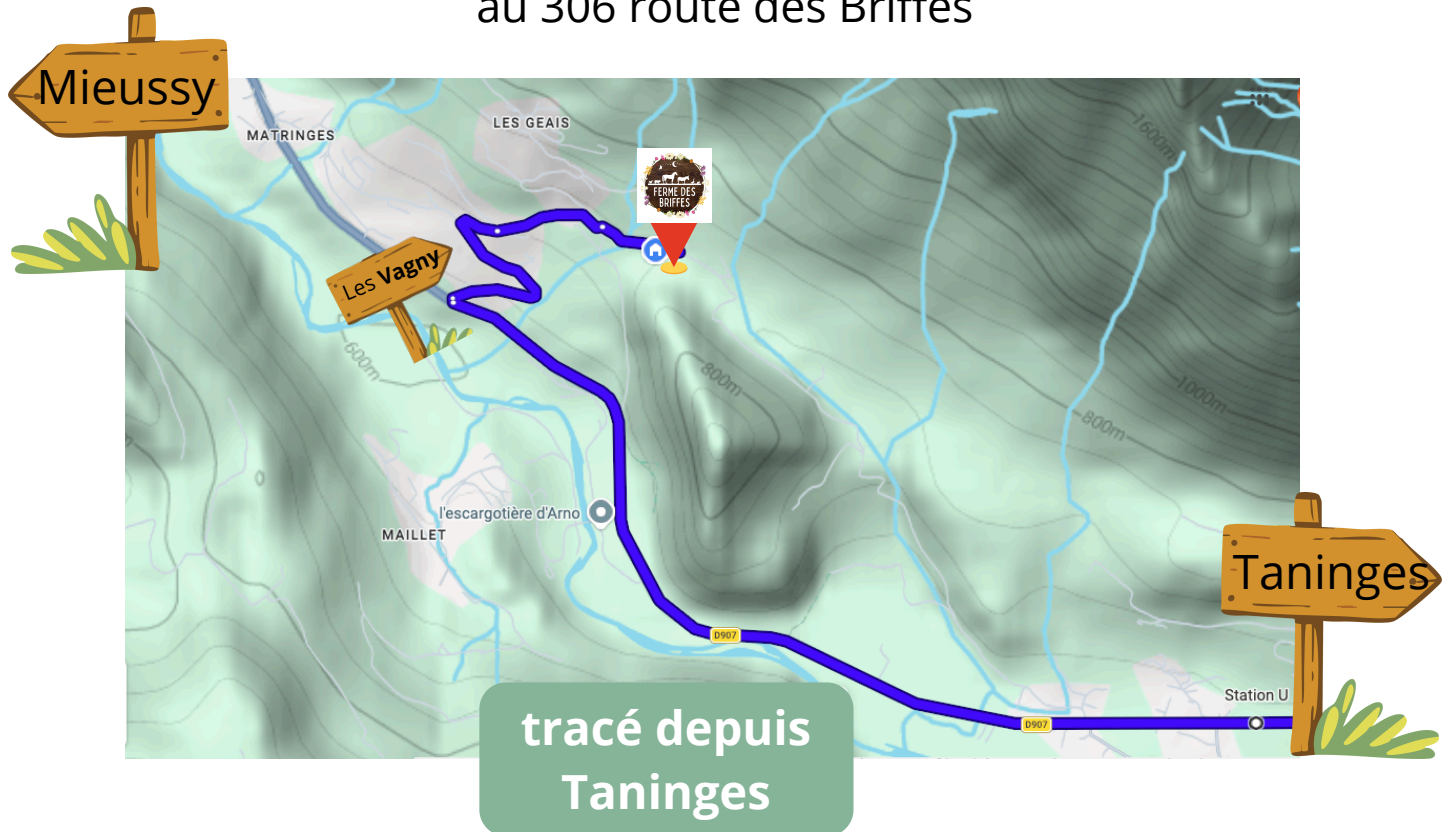 au 306 route des Briffes
Mieussy
MATRINGES
LES GEAIS
1600m
FERME DES
BRIFFES
Les Vagny
600m
800m
1000m
800m
l'escargotière d'Arno
MAILLET
Taninges
D907
Station U
D907
tracé depuis
Taninges